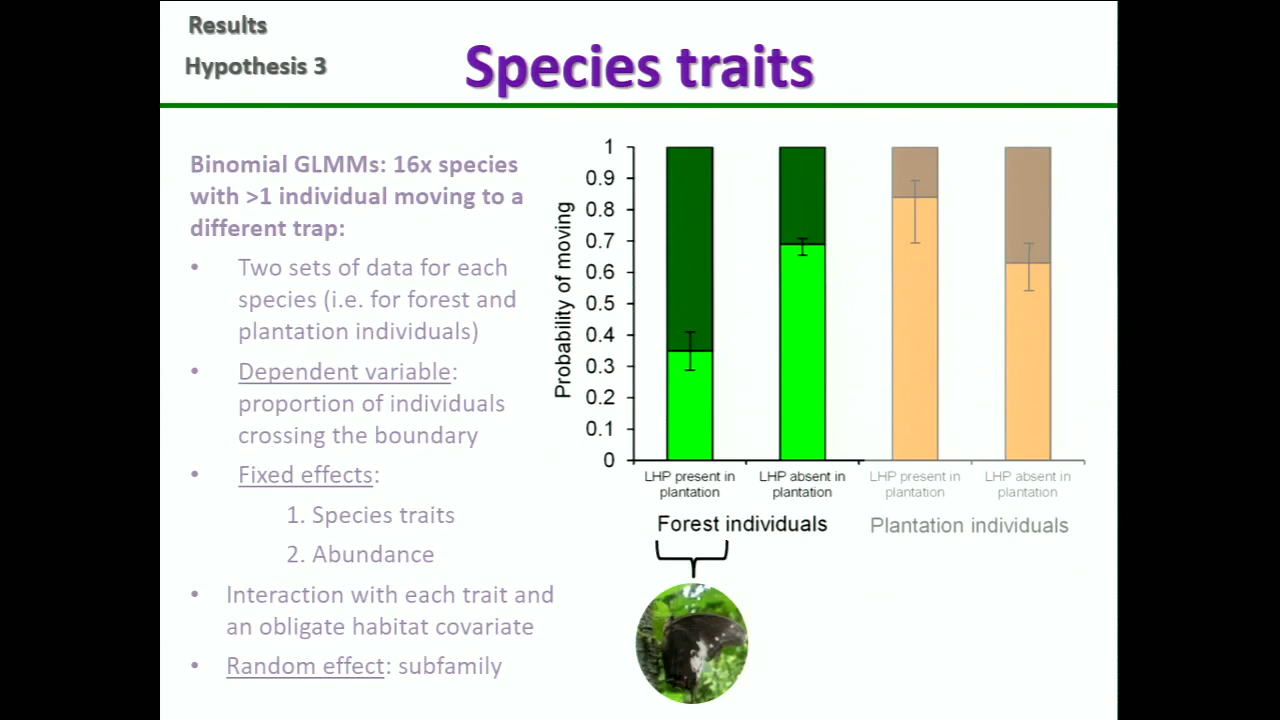 Results
Hypothesis 3
Species traits
Binomial GLMMs: 16x species
with >1 individual moving to a
different trap:
• Two sets of data for each
species (i.e. for forest and
plantation individuals)
• Dependent variable:
proportion of individuals
crossing the boundary
• Fixed effects:
1. Species traits
2. Abundance
• Interaction with each trait and
an obligate habitat covariate
• Random effect: subfamily
Probability of moving
1
0.9
0.8
0.7
0.6
0.5
0.4
0.3
0.2
0.1
0
LHP present in
plantation
LHP absent in
plantation
LHP present in
plantation
LHP absent in
plantation
Forest individuals
Plantation individuals